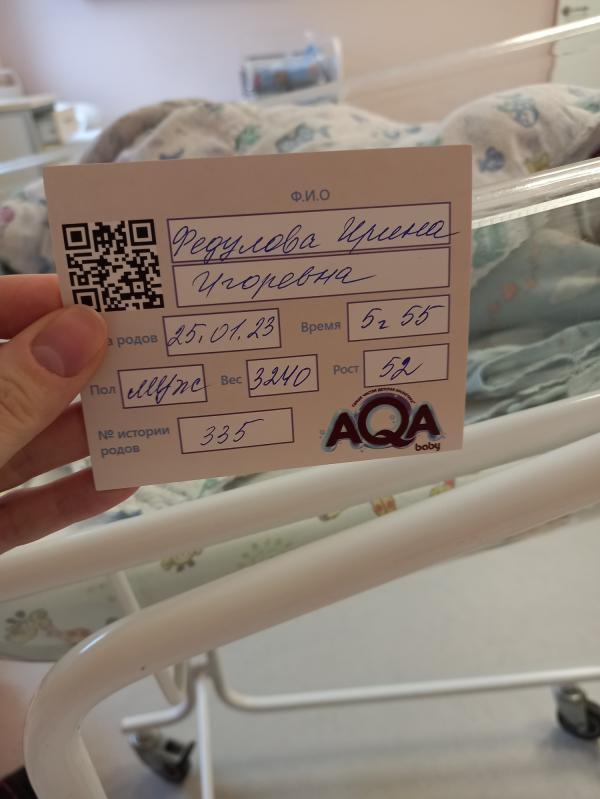 Ф.И.О
Федулова Ирина
Игоревна
а родов 25.01.23 Время 5ч 55
Пол муж Вес 3240 Рост 52
№ истории родов 335
AQA
baby